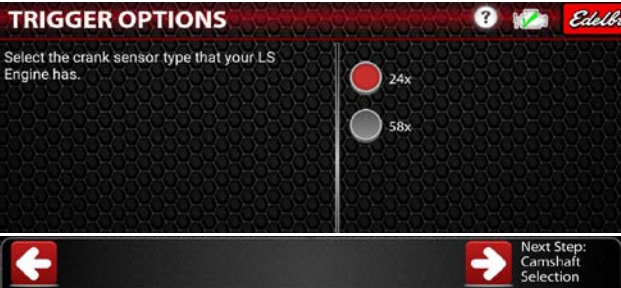 TRIGGER OPTIONS
?
Select the crank sensor type that your LS
Engine has.
24x
58x
Next Step:
Camshaft
Selection